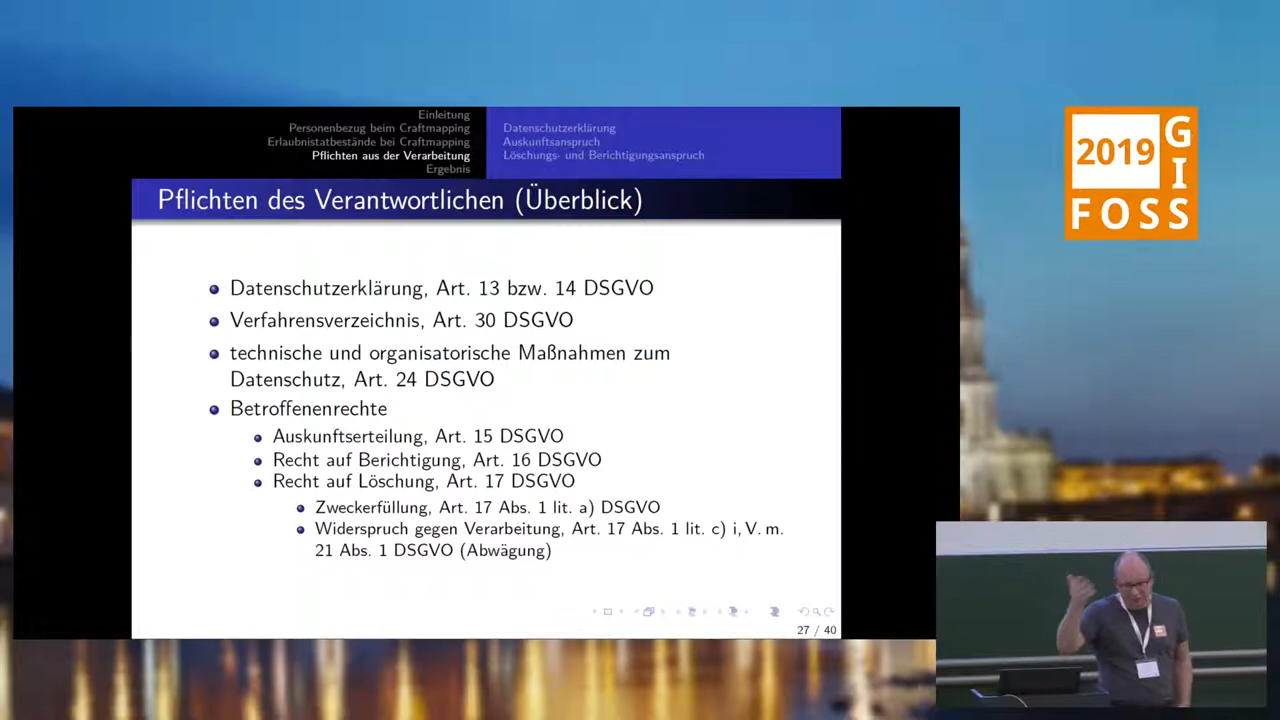 Einleitung
Personenbezug beim Craftmapping
Erlaubnistatbestände bei Craftmapping
Pflichten aus der Verarbeitung
Ergebnis
Datenschutzerklärung
Auskunftsanspruch
Löschungs- und Berichtigungsanspruch
Pflichten des Verantwortlichen (Überblick)
Datenschutzerklärung, Art. 13 bzw. 14 DSGVO
Verfahrensverzeichnis, Art. 30 DSGVO
technische und organisatorische Maßnahmen zum
Datenschutz, Art. 24 DSGVO
Betroffenenrechte
Auskunftserteilung, Art. 15 DSGVO
Recht auf Berichtigung, Art. 16 DSGVO
Recht auf Löschung, Art. 17 DSGVO
Zweckerfüllung, Art. 17 Abs. 1 lit. a) DSGVO
Widerspruch gegen Verarbeitung, Art. 17 Abs. 1 lit. c) i, V. m.
21 Abs. 1 DSGVO (Abwägung)
27 / 40
2019
GIS
FOSS